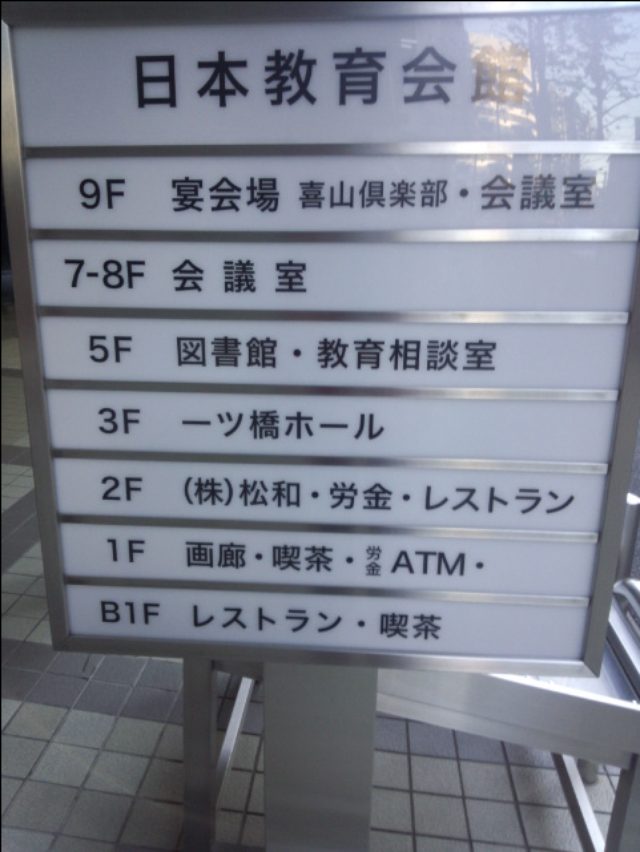 日本教育会館
9F 宴会場 喜山倶楽部・会議室
7-8F 会議室
5F 図書館・教育相談室
3F 一ツ橋ホール
2F (株)松和・労金・レストラン
1F 画廊・喫茶・労金ATM・
B1F レストラン・喫茶